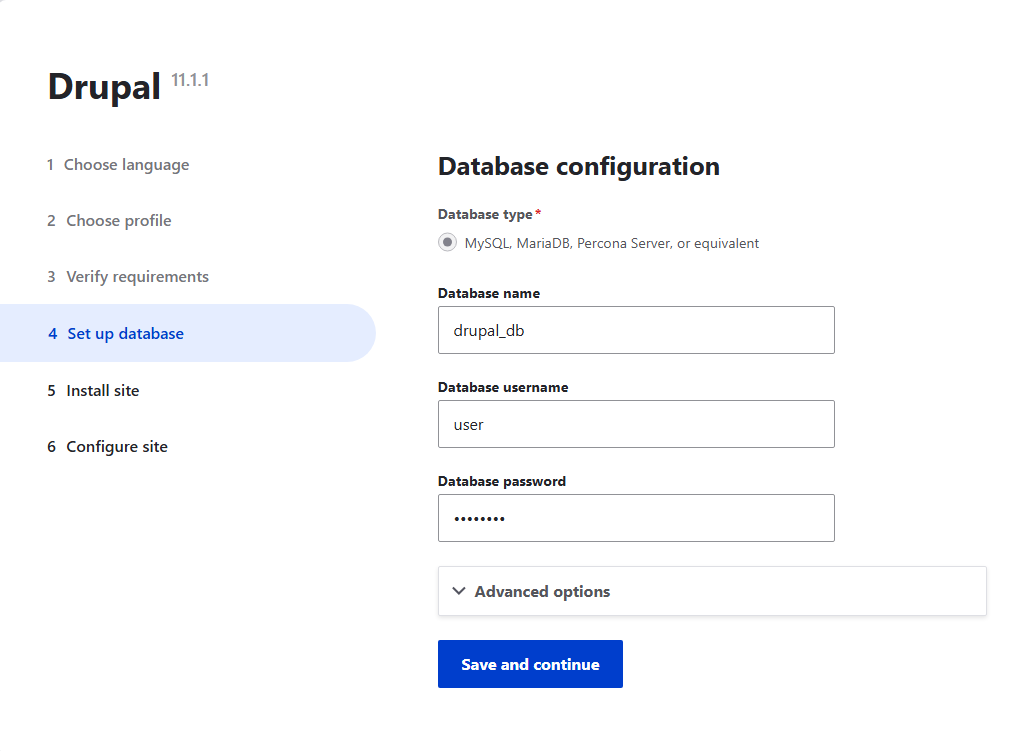 Drupal 11.1.1
1 Choose language
2 Choose profile
3 Verify requirements
4 Set up database
5 Install site
6 Configure site
Database configuration
Database type*
MySQL, MariaDB, Percona Server, or equivalent
Database name
drupal_db
Database username
user
Database password
••••••••
Advanced options
Save and continue